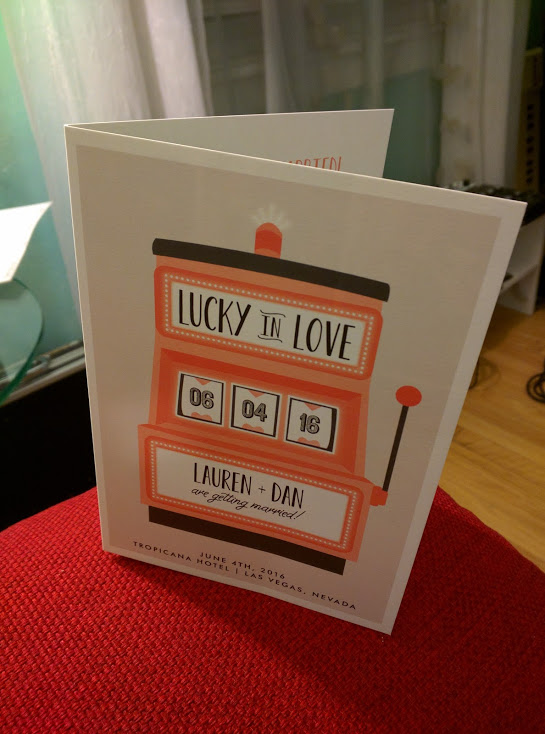 LUCKY IN LOVE
06 04 16
LAUREN + DAN
are getting married!
JUNE 4TH, 2016
TROPICANA HOTEL | LAS VEGAS, NEVADA